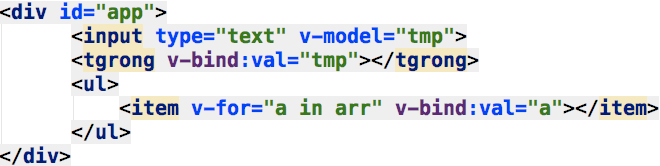 <div id="app">
<input type="text" v-model="tmp">
<tgrong v-bind:val="tmp"></tgrong>
<ul>
<item v-for="a in arr" v-bind:val="a"></item>
</ul>
</div>